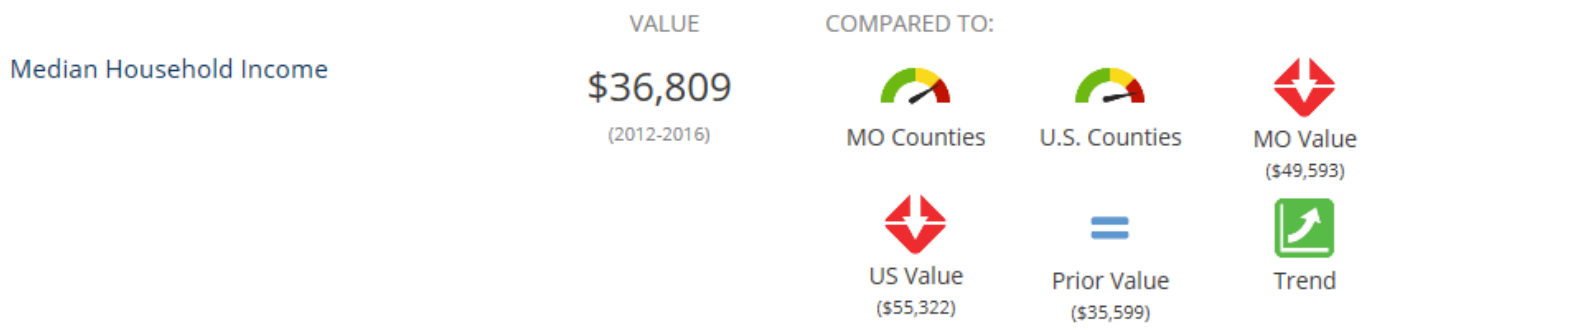 VALUE COMPARED TO:
Median Household Income
$36,809
(2012-2016)
MO Counties
U.S. Counties
MO Value
($49,593)
US Value
($55,322)
Prior Value
($35,599)
Trend